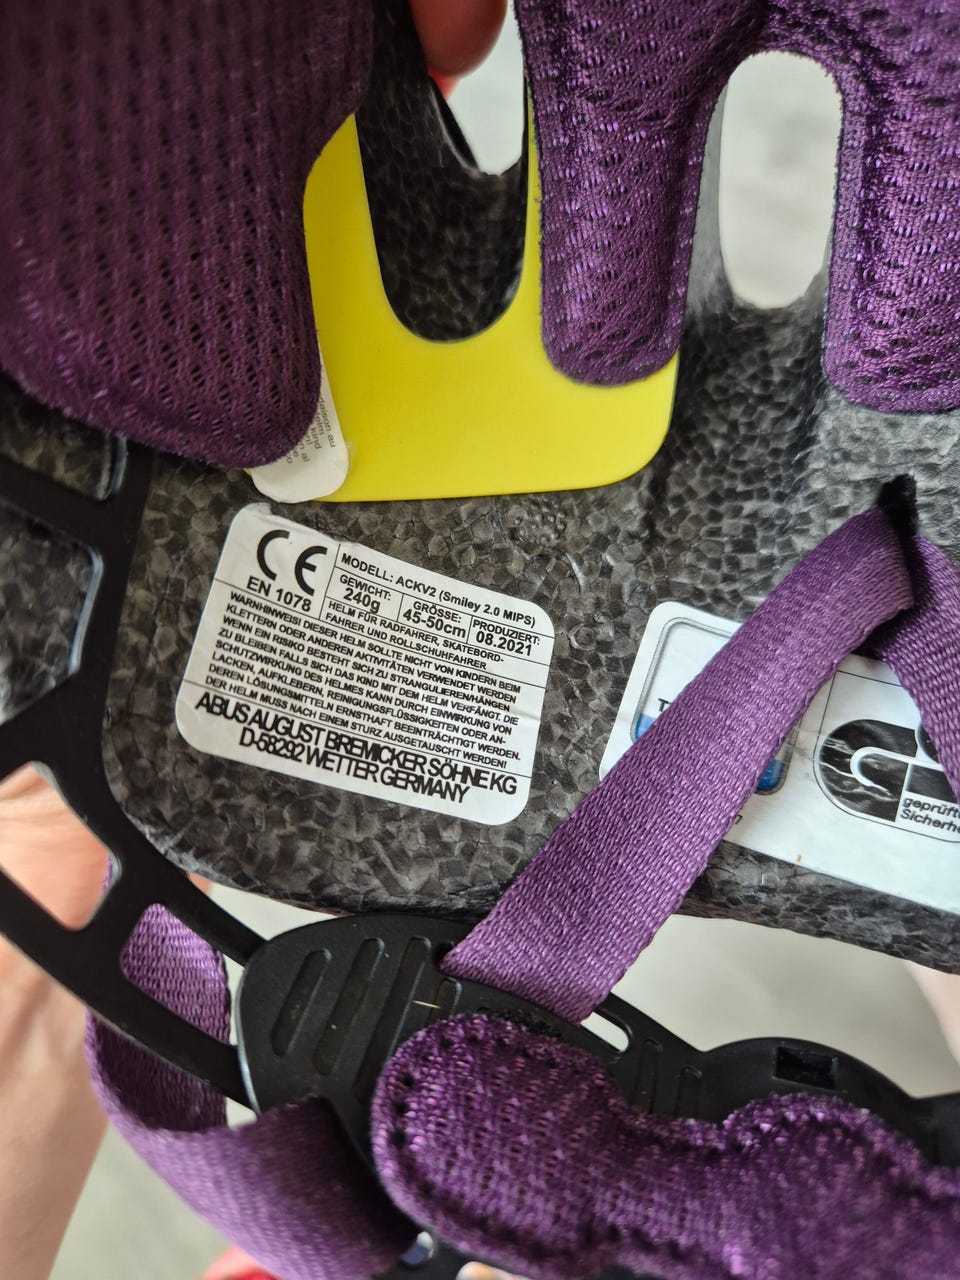 CE
EN 1078
MODELL: ACKV2 (Smiley 2.0 MIPS)
GEWICHT:
240g
GRÖSSE:
45-50cm
PRODUZIERT:
08.2021
HELM FÜR RADFAHRER, SKATEBORD-
FAHRER UND ROLLSCHUHFAHRER
WARNHINWEIS! DIESER HELM SOLLTE NICHT VON KINDERN BEIM
KLETTERN ODER ANDEREN AKTIVITÄTEN VERWENDET WERDEN
WENN EIN RISIKO BESTEHT SICH ZU STRANGULIEREN/HÄNGEN
ZU BLEIBEN FALLS SICH DAS KIND MIT DEM HELM VERFÄNGT. DIE
SCHUTZWIRKUNG DES HELMES KANN DURCH EINWIRKUNG VON
LACKEN, AUFKLEBERN, REINIGUNGSFLÜSSIGKEITEN ODER AN-
DEREN LÖSUNGSMITTELN ERNSTHAFT BEEINTRÄCHTIGT WERDEN.
DER HELM MUSS NACH EINEM STURZ AUSGETAUSCHT WERDEN!
ABUS AUGUST BREMICKER SÖHNE KG
D-58292 WETTER GERMANY
geprüfte
Sicherhe